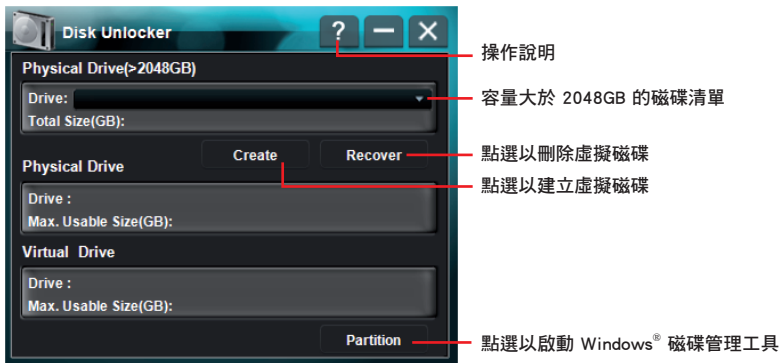 Disk Unlocker
?
操作說明
Physical Drive(>2048GB)
Drive:
容量大於 2048GB 的磁碟清單
Total Size(GB):
Create
Recover
點選以刪除虛擬磁碟
Physical Drive
點選以建立虛擬磁碟
Drive :
Max. Usable Size(GB):
Virtual Drive
Drive :
Max. Usable Size(GB):
Partition
點選以啟動 Windows® 磁碟管理工具